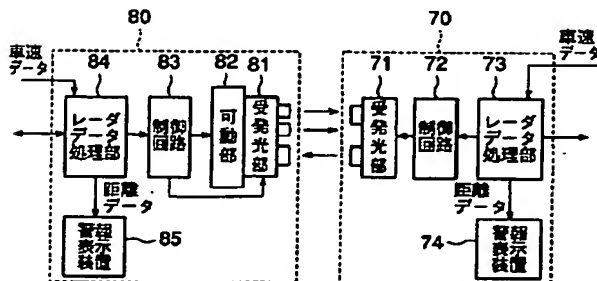 80
70
車速
データ
84
83
82
81
71
72
73
車速
データ
レーダ
データ
処理部
制御
回路
可動部
受発光部
受発光部
制御
回路
レーダ
データ
処理部
距離
データ
距離
データ
警報
表示
装置
85
74
警報
表示
装置